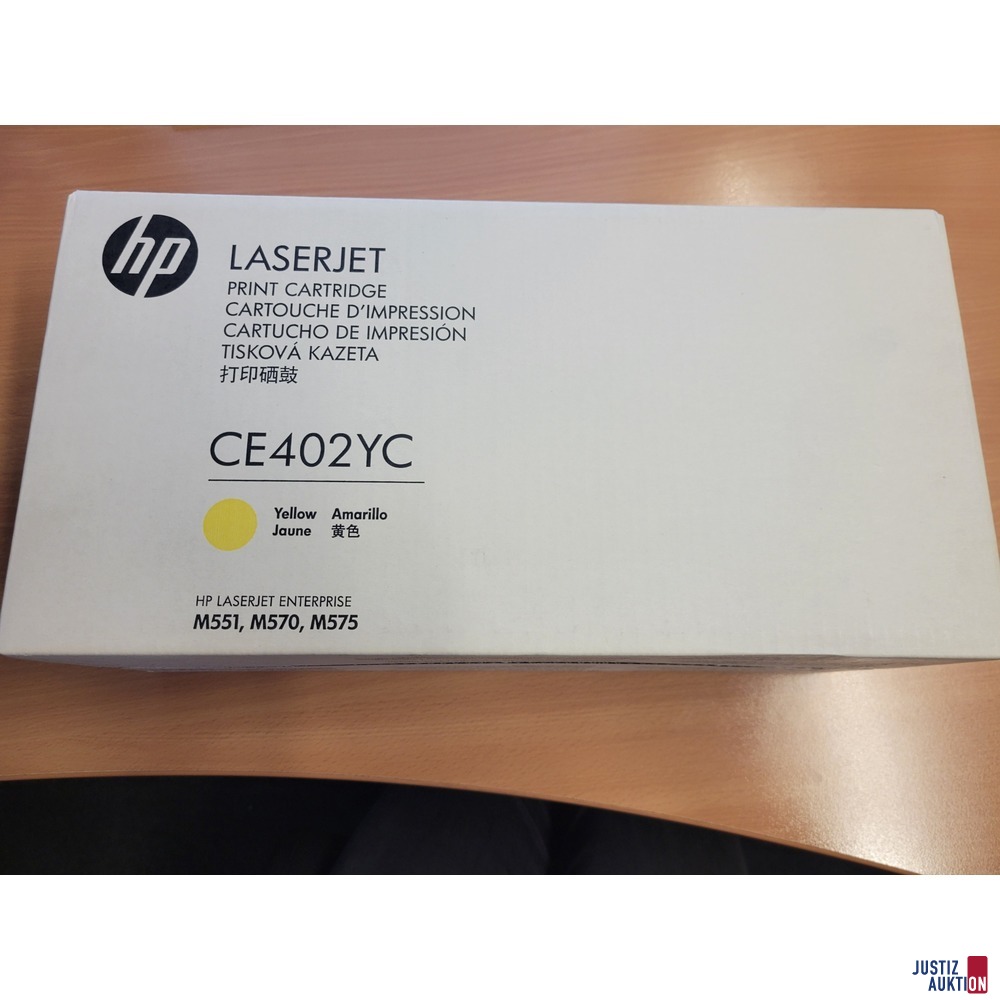 hp
LASERJET
PRINT CARTRIDGE
CARTOUCHE D'IMPRESSION
CARTUCHO DE IMPRESIÓN
TISKOVÁ KAZETA
打印硒鼓
CE402YC
Yellow Amarillo
Jaune 黄色
HP LASERJET ENTERPRISE
M551, M570, M575
JUSTIZ
AUKTION